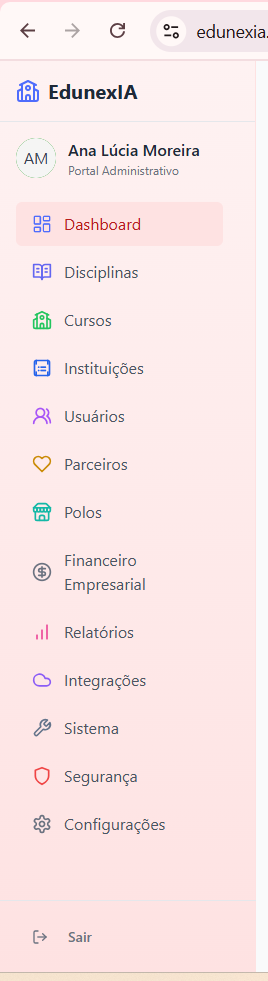 edunexia.
EdunexIA
AM
Ana Lúcia Moreira
Portal Administrativo
Dashboard
Disciplinas
Cursos
Instituições
Usuários
Parceiros
Polos
Financeiro
Empresarial
Relatórios
Integrações
Sistema
Segurança
Configurações
Sair